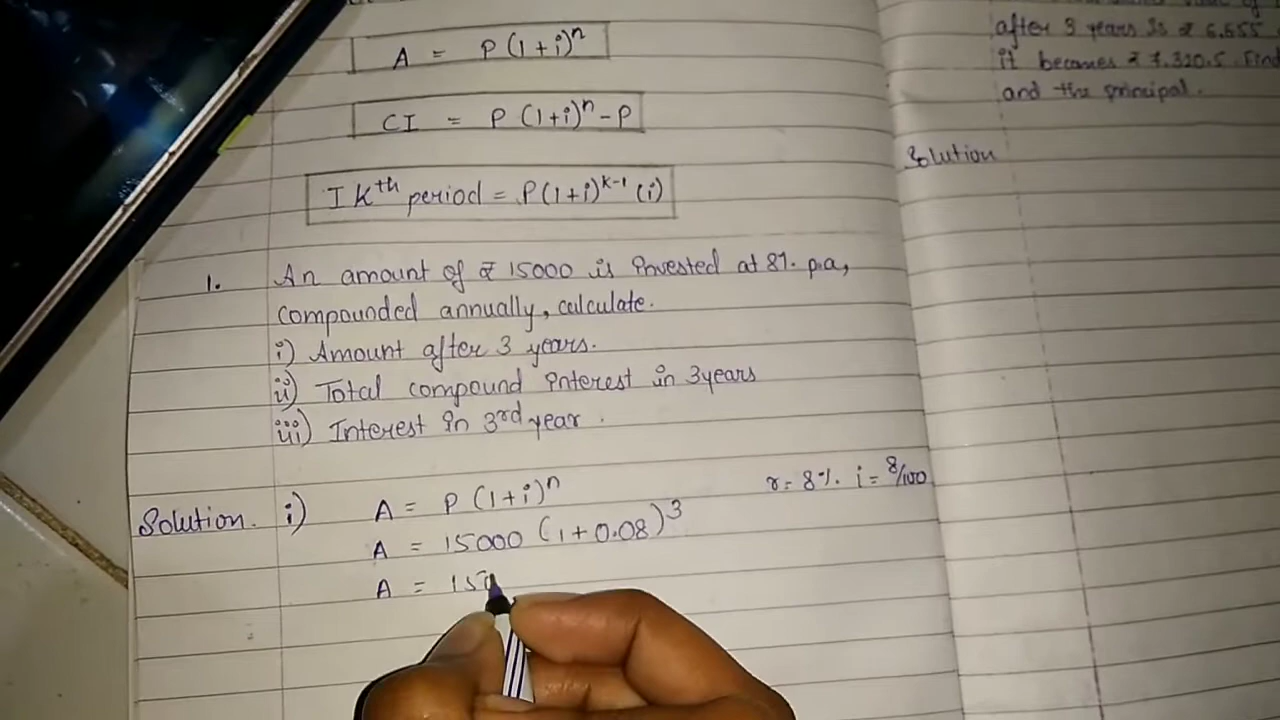 A = P(1+i)^n
CI = P(1+i)^n - P
I K^th period = P(1+i)^k-1 (i)
1. An amount of ₹ 15000 is invested at 8%. p.a,
compounded annually, calculate.
i) Amount after 3 years.
ii) Total compound interest in 3 years
iii) Interest in 3rd year.
Solution. i) A = P(1+i)^n r = 8%. i = 8/100
A = 15000 (1+0.08)^3
A = 150
after 3 years is ₹ 6,655
it becomes ₹ 7,320.5. Find
and the principal.
Solution